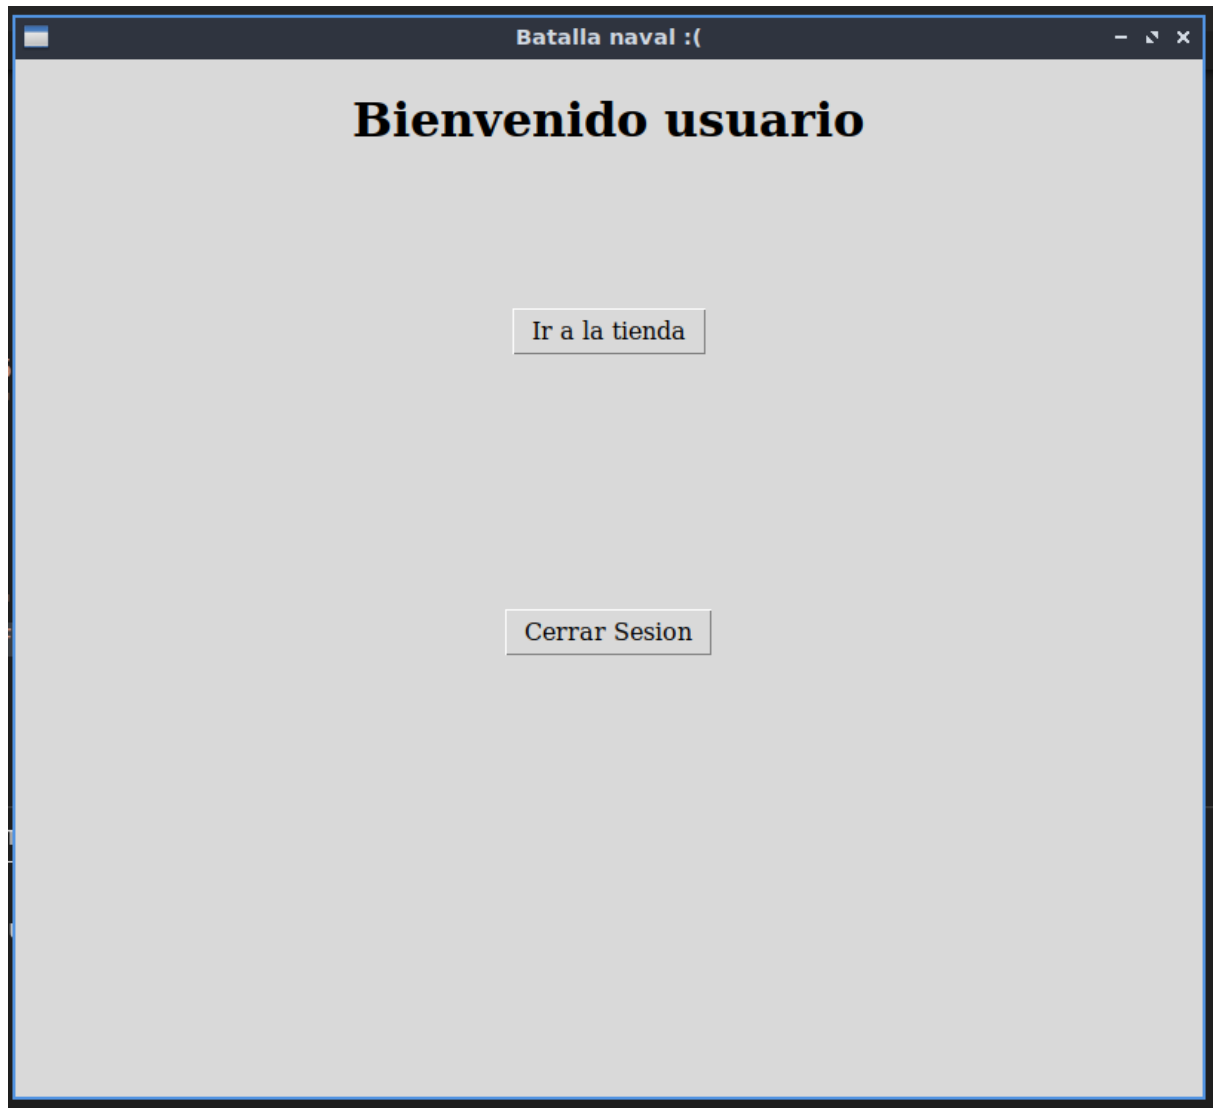 Batalla naval :(
Bienvenido usuario
Ir a la tienda
Cerrar Sesion